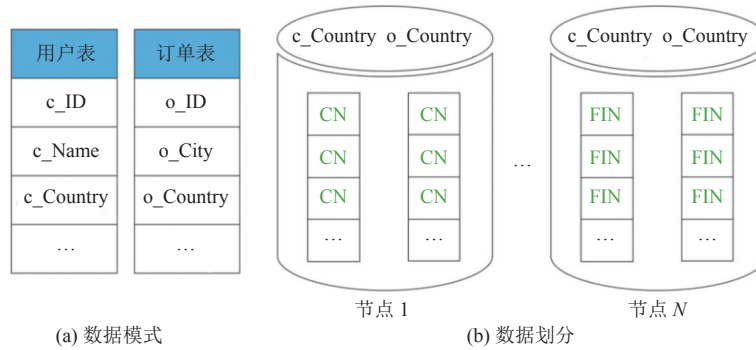 用户表 订单表
c_ID o_ID
c_Name o_City
c_Country o_Country
… …
(a) 数据模式
c_Country o_Country
CN CN
CN CN
CN CN
… …
节点 1
…
c_Country o_Country
FIN FIN
FIN FIN
FIN FIN
… …
节点 N
(b) 数据划分